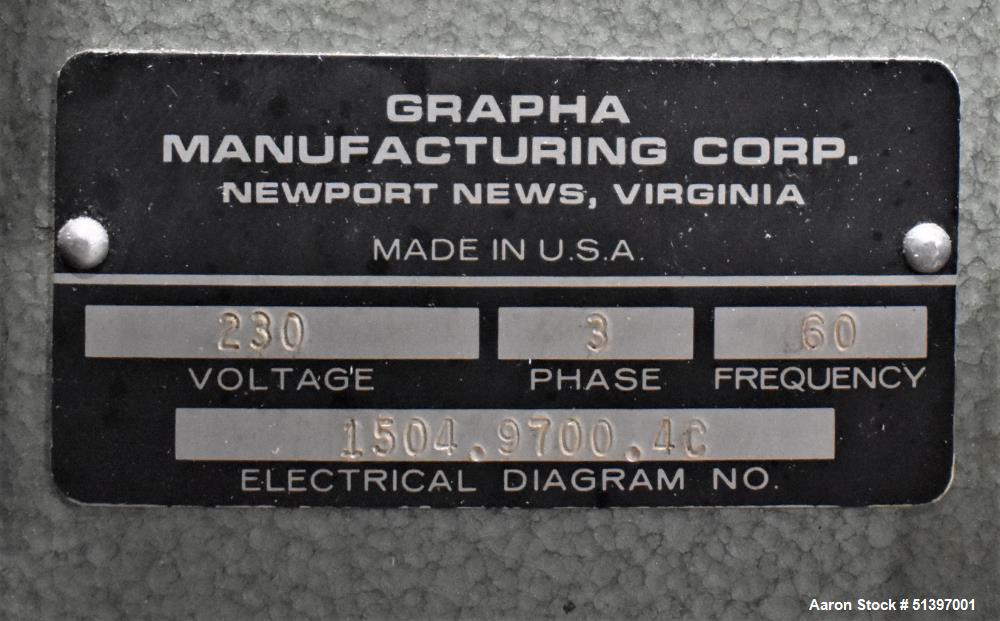 GRAPHA
MANUFACTURING CORP.
NEWPORT NEWS, VIRGINIA
MADE IN U.S.A.
230 3 60
VOLTAGE PHASE FREQUENCY
1504.9700.4C
ELECTRICAL DIAGRAM NO.
Aaron Stock # 51397001